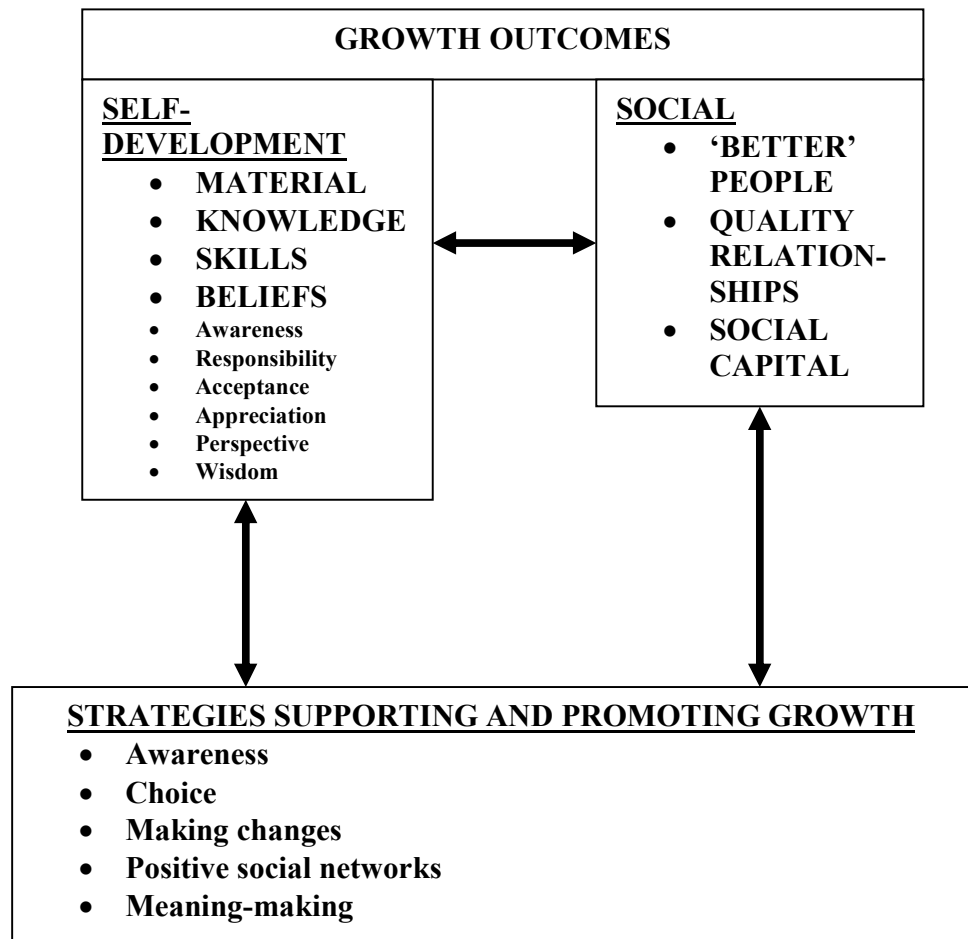 GROWTH OUTCOMES
SELF-
DEVELOPMENT
• MATERIAL
• KNOWLEDGE
• SKILLS
• BELIEFS
• Awareness
• Responsibility
• Acceptance
• Appreciation
• Perspective
• Wisdom
SOCIAL
• ‘BETTER’
PEOPLE
• QUALITY
RELATION-
SHIPS
• SOCIAL
CAPITAL
STRATEGIES SUPPORTING AND PROMOTING GROWTH
• Awareness
• Choice
• Making changes
• Positive social networks
• Meaning-making